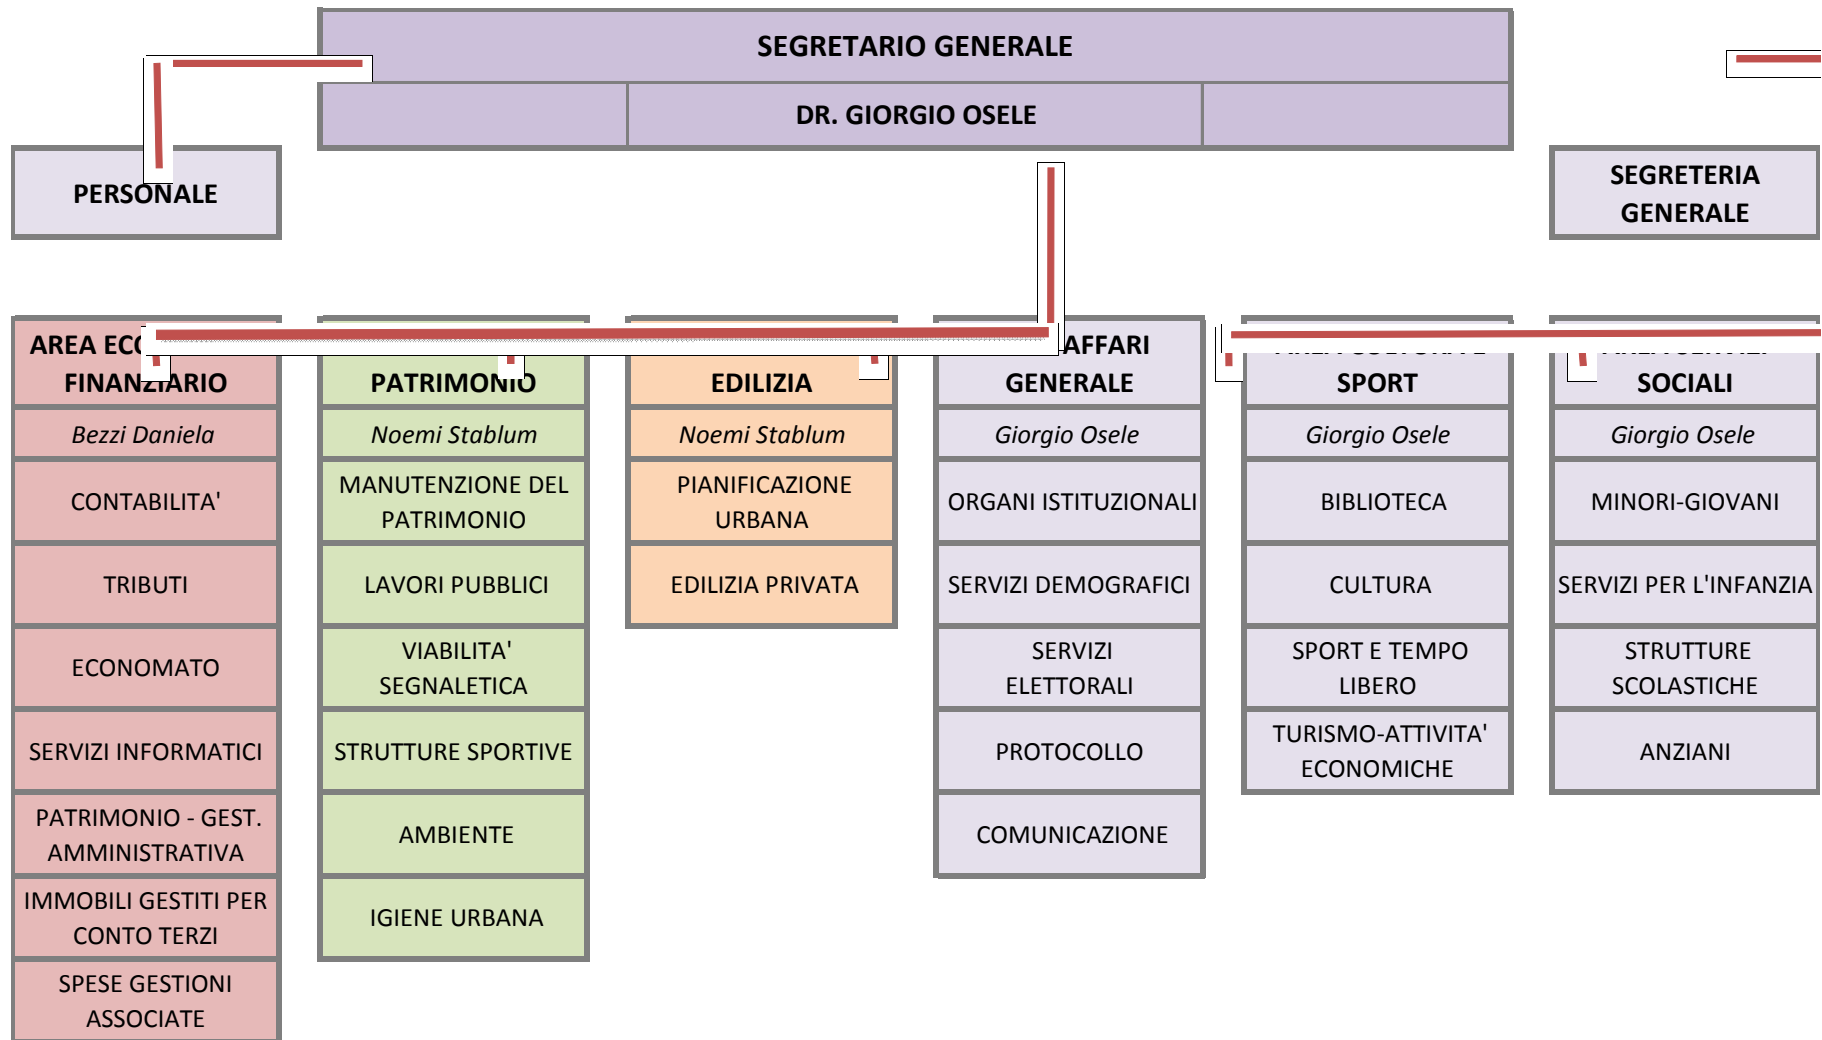 SEGRETARIO GENERALE
DR. GIORGIO OSELE
PERSONALE
SEGRETERIA
GENERALE
AREA
FINANZIARIO
Bezzi Daniela
CONTABILITA'
TRIBUTI
ECONOMATO
SERVIZI INFORMATICI
PATRIMONIO - GEST.
AMMINISTRATIVA
IMMOBILI GESTITI PER
CONTO TERZI
SPESE GESTIONI
ASSOCIATE
PATRIMONIO
Noemi Stablum
MANUTENZIONE DEL
PATRIMONIO
LAVORI PUBBLICI
VIABILITA'
SEGNALETICA
STRUTTURE SPORTIVE
AMBIENTE
IGIENE URBANA
EDILIZIA
Noemi Stablum
PIANIFICAZIONE
URBANA
EDILIZIA PRIVATA
AFFARI
GENERALE
Giorgio Osele
ORGANI ISTITUZIONALI
SERVIZI DEMOGRAFICI
SERVIZI
ELETTORALI
PROTOCOLLO
COMUNICAZIONE
SPORT
Giorgio Osele
BIBLIOTECA
CULTURA
SPORT E TEMPO
LIBERO
TURISMO-ATTIVITA'
ECONOMICHE
SOCIALI
Giorgio Osele
MINORI-GIOVANI
SERVIZI PER L'INFANZIA
STRUTTURE
SCOLASTICHE
ANZIANI